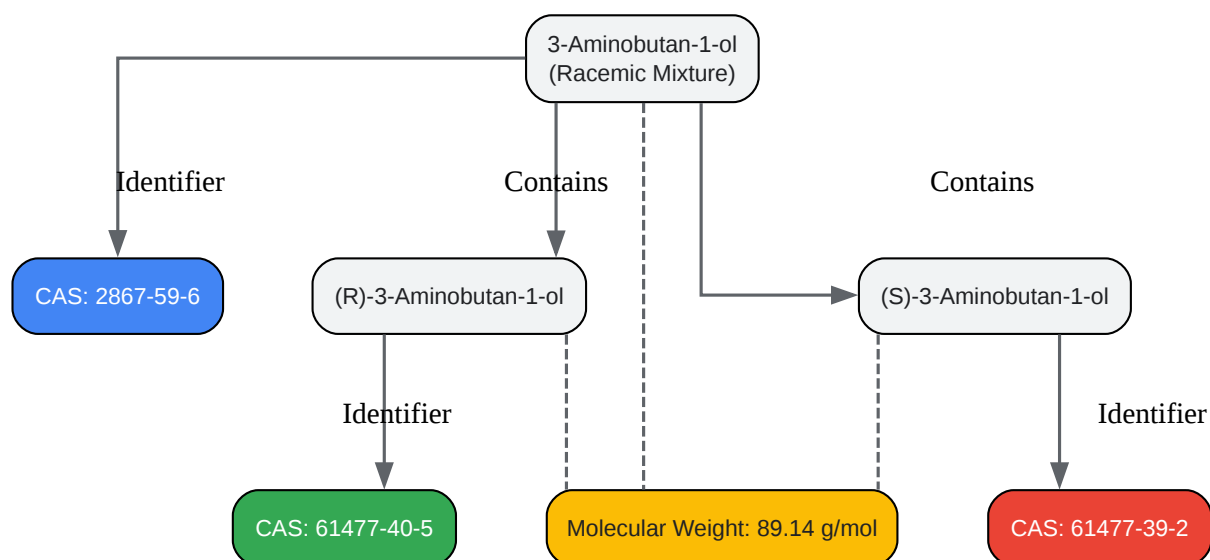 3-Aminobutan-1-ol
(Racemic Mixture)
Identifier
Contains
Contains
CAS: 2867-59-6
(R)-3-Aminobutan-1-ol
(S)-3-Aminobutan-1-ol
Identifier
Identifier
CAS: 61477-40-5
Molecular Weight: 89.14 g/mol
CAS: 61477-39-2